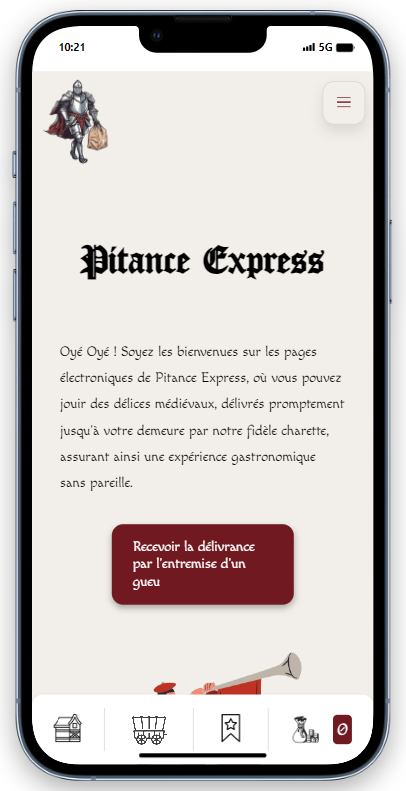 10:21
5G
Pitance Express
Oyé Oyé ! Soyez les bienvenues sur les pages
électroniques de Pitance Express, où vous pouvez
jouir des délices médiévaux, délivrés promptement
jusqu'à votre demeure par notre fidèle charette,
assurant ainsi une expérience gastronomique
sans pareille.
Recevoir la délivrance
par l'entremise d'un
gueu
0